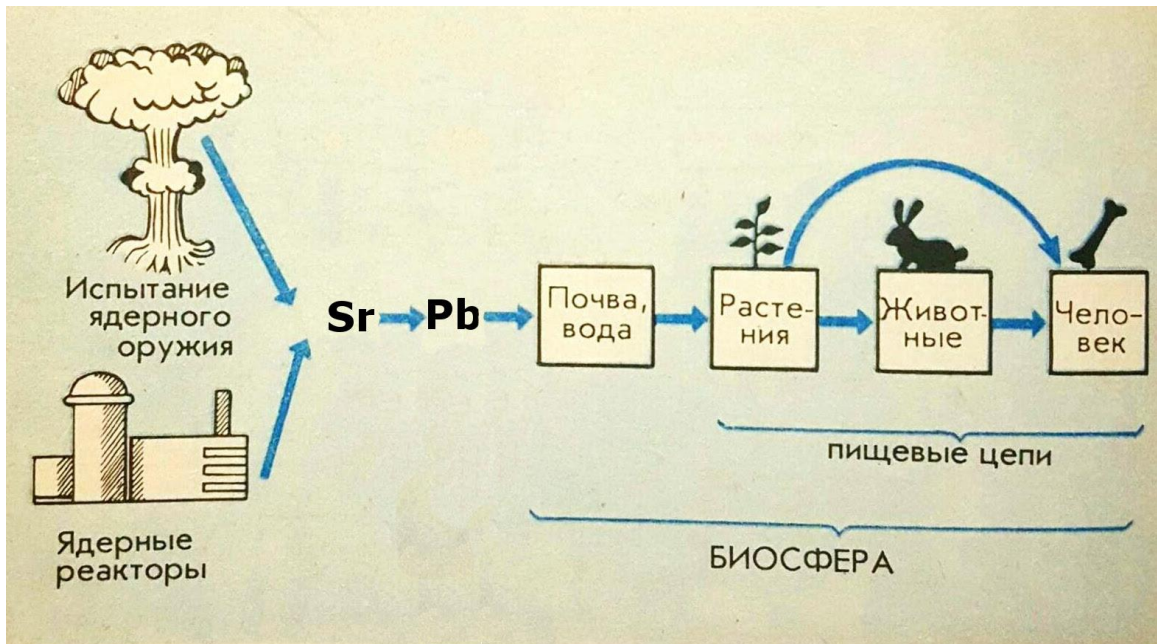 Испытание
ядерного
оружия
Sr
Pb
Почва,
вода
Расте-
ния
Живот-
ные
Чело-
век
пищевые цепи
Ядерные
реакторы
БИОСФЕРА